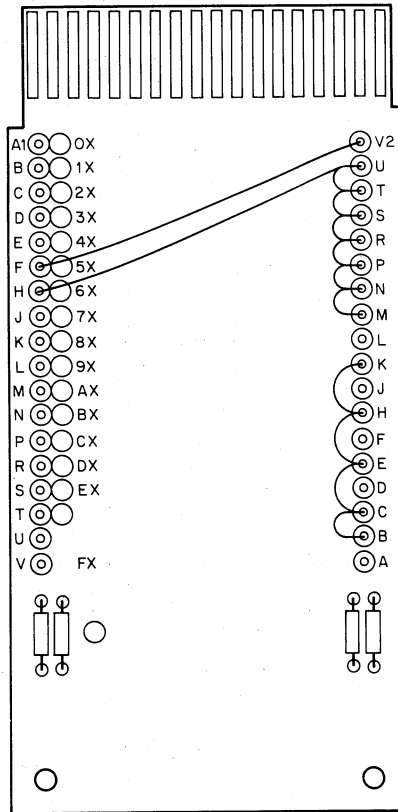 A1 0X V2
B 1X U
C 2X T
D 3X S
E 4X R
F 5X P
H 6X N
J 7X M
K 8X L
L 9X K
M AX J
N BX H
P CX F
R DX E
S EX D
T C
U B
V FX A